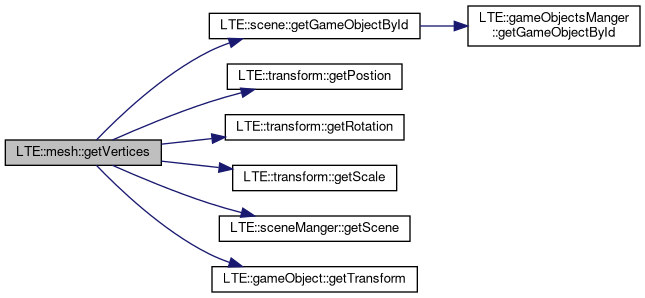 LTE::mesh::getVertices
LTE::scene::getGameObjectById
LTE::gameObjectsManger
::getGameObjectById
LTE::transform::getPostion
LTE::transform::getRotation
LTE::transform::getScale
LTE::sceneManger::getScene
LTE::gameObject::getTransform